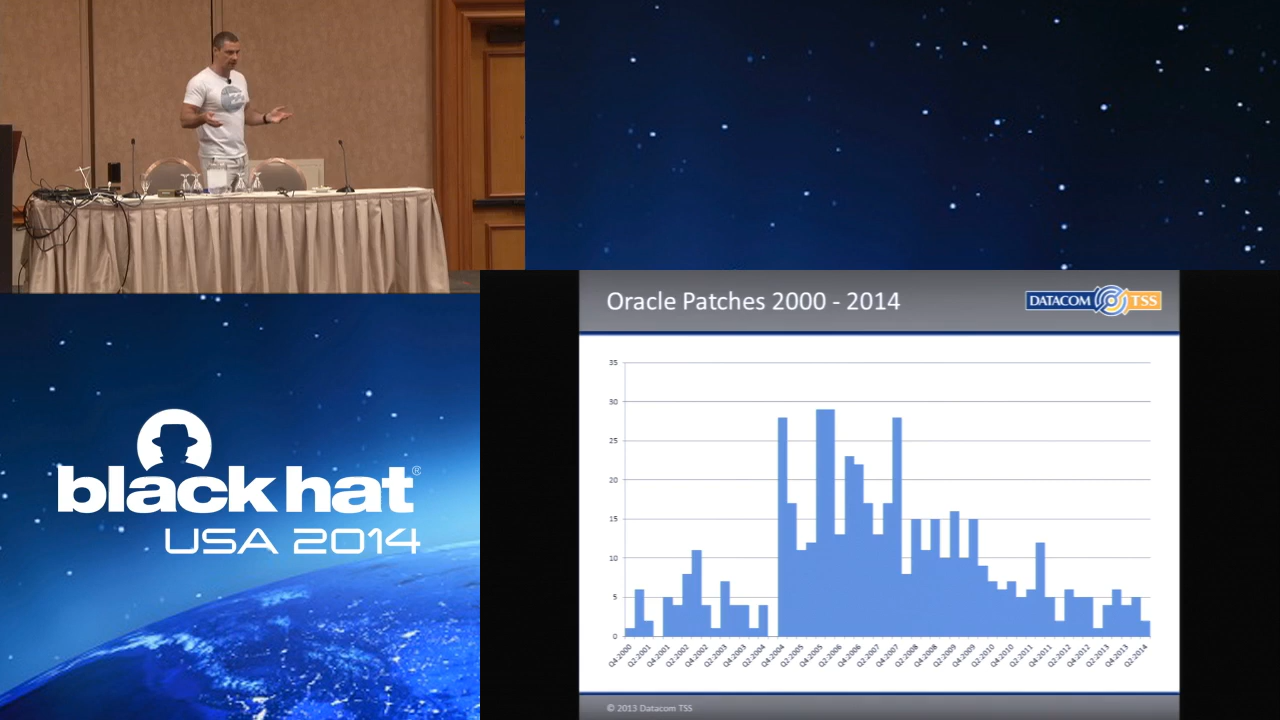 Oracle Patches 2000 - 2014
DATACOM TSS
35
30
25
20
15
10
5
0
Q4 2000
Q2 2001
Q4 2001
Q2 2002
Q4 2002
Q2 2003
Q4 2003
Q2 2004
Q4 2004
Q2 2005
Q4 2005
Q2 2006
Q4 2006
Q2 2007
Q4 2007
Q2 2008
Q4 2008
Q2 2009
Q4 2009
Q2 2010
Q4 2010
Q2 2011
Q4 2011
Q2 2012
Q4 2012
Q2 2013
Q4 2013
Q2 2014
© 2013 Datacom TSS
black hat®
USA 2014